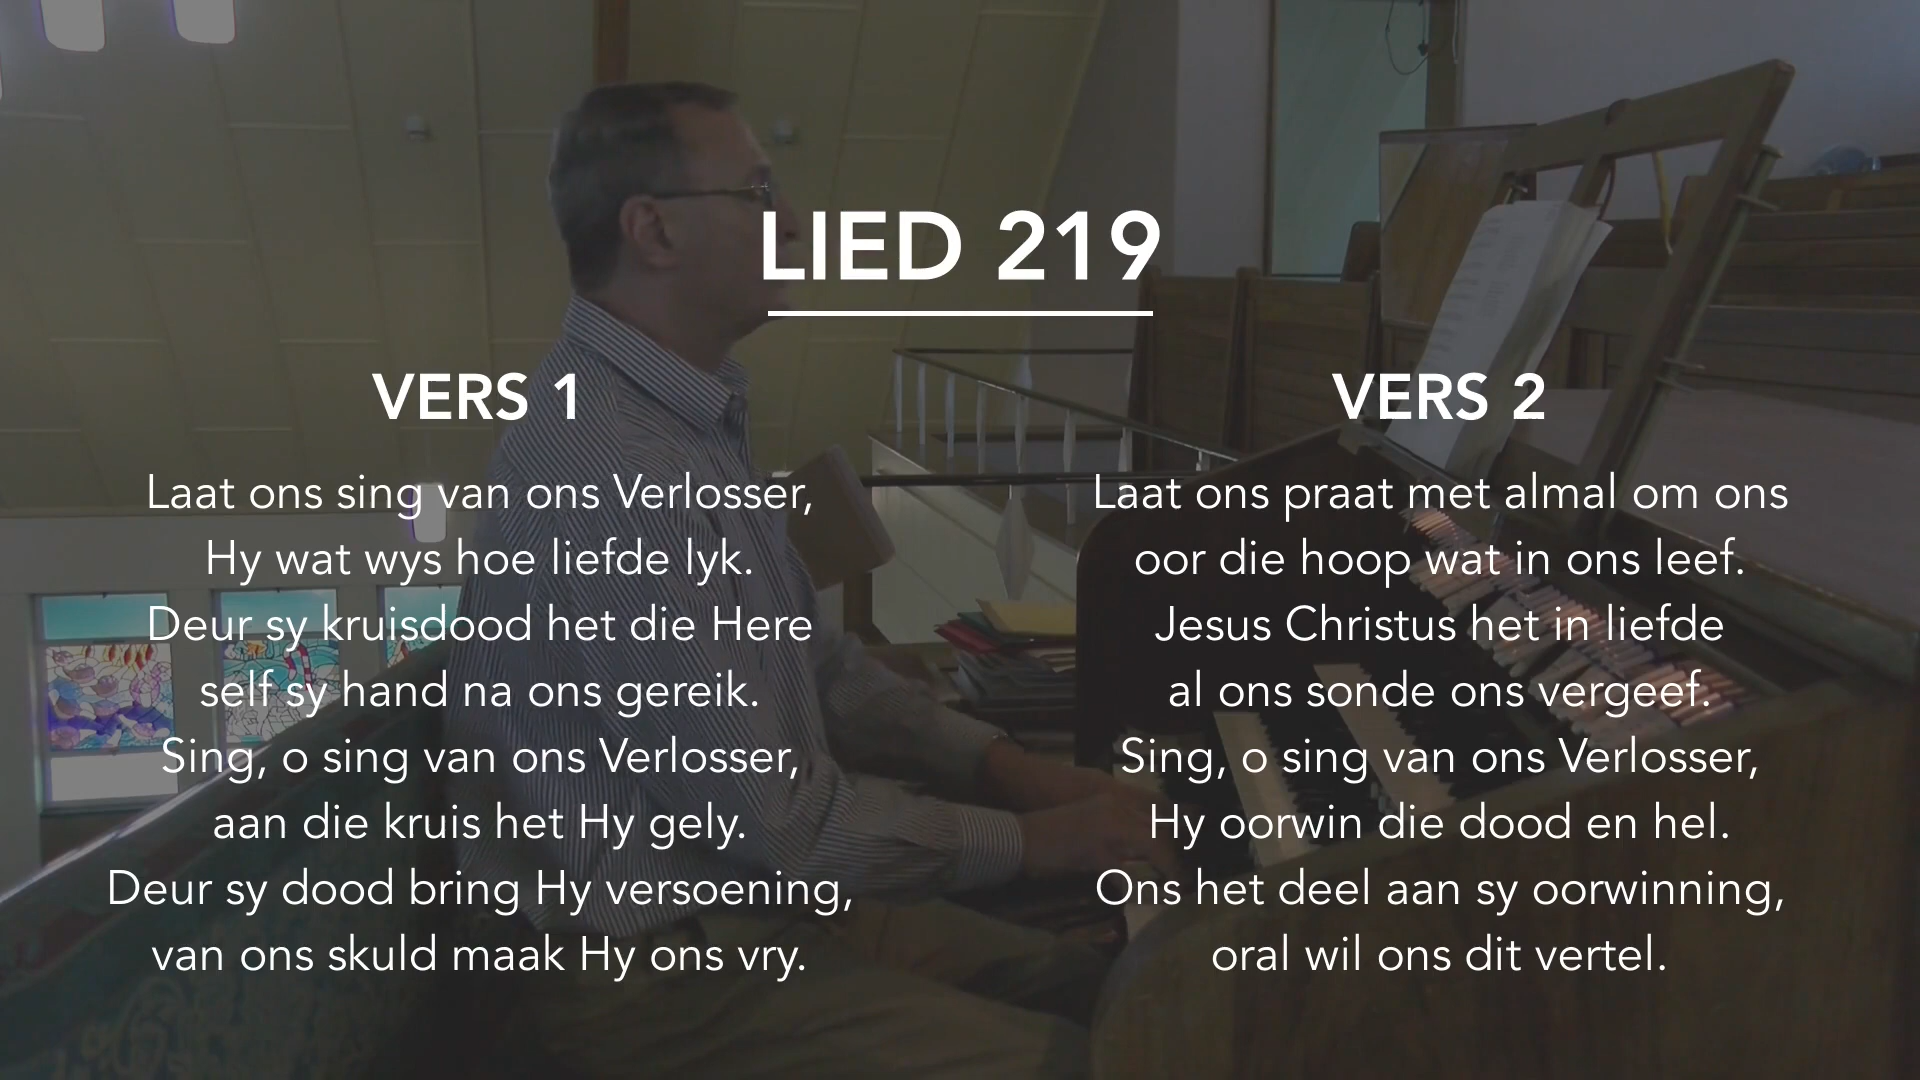 LIED 219
VERS 1
Laat ons sing van ons Verlosser,
Hy wat wys hoe liefde lyk.
Deur sy kruisdood het die Here
self sy hand na ons gereik.
Sing, o sing van ons Verlosser,
aan die kruis het Hy gely.
Deur sy dood bring Hy versoening,
van ons skuld maak Hy ons vry.
VERS 2
Laat ons praat met almal om ons
oor die hoop wat in ons leef.
Jesus Christus het in liefde
al ons sonde ons vergeef.
Sing, o sing van ons Verlosser,
Hy oorwin die dood en hel.
Ons het deel aan sy oorwinning,
oral wil ons dit vertel.